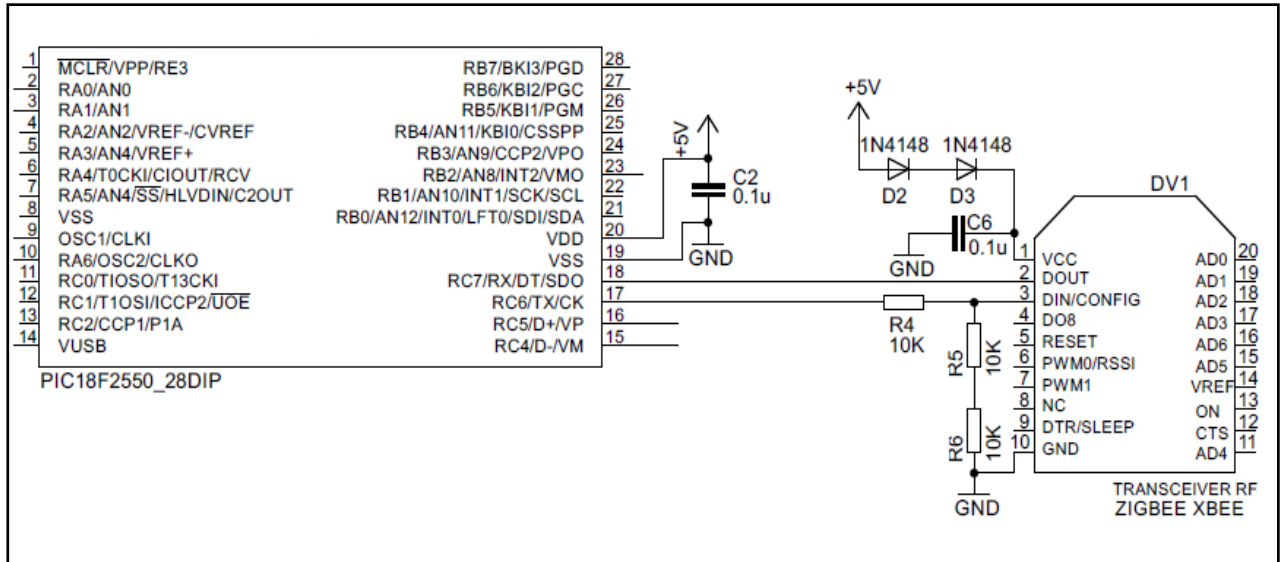 1 MCLR/VPP/RE3
2 RA0/AN0
3 RA1/AN1
4 RA2/AN2/VREF-/CVREF
5 RA3/AN4/VREF+
6 RA4/T0CKI/CIOUT/RCV
7 RA5/AN4/SS/HLVDIN/C2OUT
8 VSS
9 OSC1/CLKI
10 RA6/OSC2/CLKO
11 RC0/TIOSO/T13CKI
12 RC1/T1OSI/ICCP2/UOE
13 RC2/CCP1/P1A
14 VUSB
RB7/BKI3/PGD 28
RB6/KBI2/PGC 27
RB5/KBI1/PGM 26
RB4/AN11/KBI0/CSSPP 25
RB3/AN9/CCP2/VPO 24
RB2/AN8/INT2/VMO 23
RB1/AN10/INT1/SCK/SCL 22
RB0/AN12/INT0/LFT0/SDI/SDA 21
VDD 20
VSS 19
RC7/RX/DT/SDO 18
RC6/TX/CK 17
RC5/D+/VP 16
RC4/D-/VM 15
PIC18F2550_28DIP
+5V
C2
0.1u
GND
+5V
1N4148 1N4148
D2 D3
C6
0.1u
GND
R4
10K
R5
10K
R6
10K
GND
DV1
1 VCC
2 DOUT
3 DIN/CONFIG
4 DO8
5 RESET
6 PWM0/RSSI
7 PWM1
8 NC
9 DTR/SLEEP
10 GND
AD0 20
AD1 19
AD2 18
AD3 17
AD6 16
AD5 15
VREF 14
ON 13
CTS 12
AD4 11
TRANSCEIVER RF
ZIGBEE XBEE